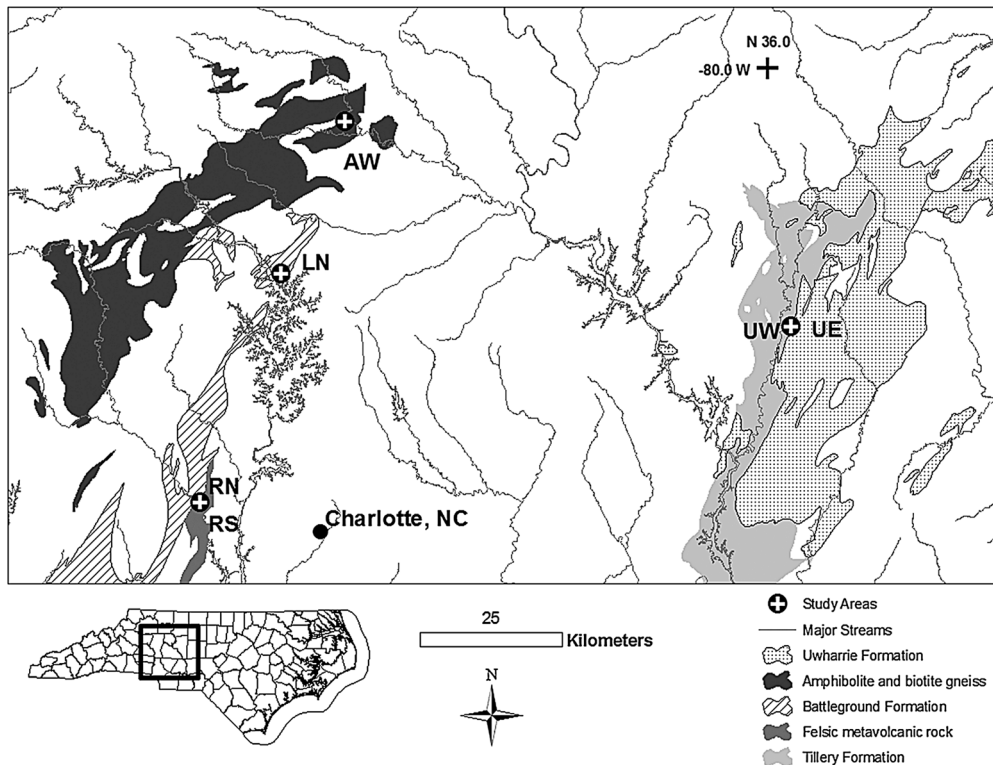 N 36.0
-80.0 W
AW
LN
UW UE
RN
RS
Charlotte, NC
25
Kilometers
N
Study Areas
Major Streams
Uwharrie Formation
Amphibolite and biotite gneiss
Battleground Formation
Felsic metavolcanic rock
Tillery Formation